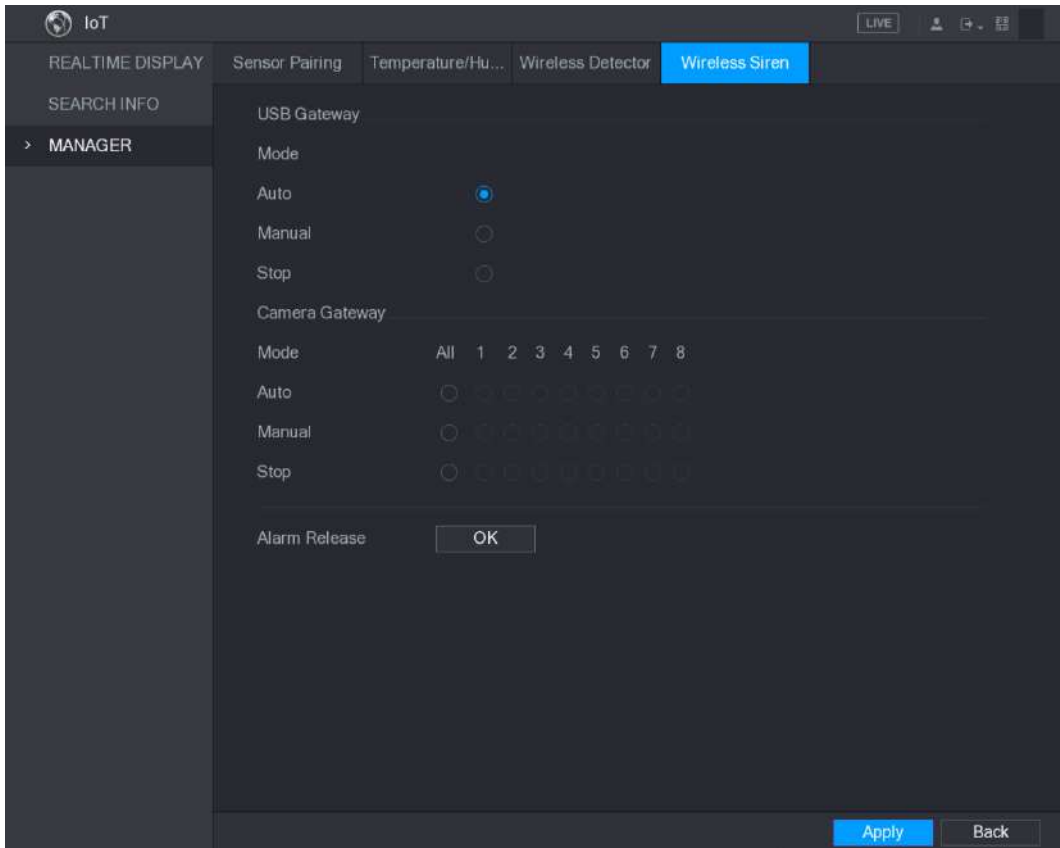 IoT LIVE
REALTIME DISPLAY
SEARCH INFO
> MANAGER
Sensor Pairing Temperature/Hu... Wireless Detector Wireless Siren
USB Gateway
Mode
Auto
Manual
Stop
Camera Gateway
Mode All 1 2 3 4 5 6 7 8
Auto
Manual
Stop
Alarm Release OK
Apply Back